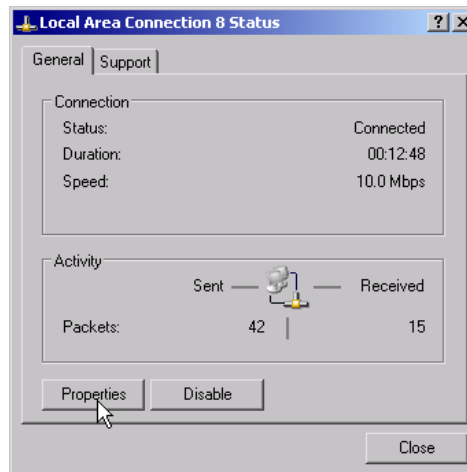 Local Area Connection 8 Status
General Support
Connection
Status: Connected
Duration: 00:12:48
Speed: 10.0 Mbps
Activity
Sent — — Received
Packets: 42 | 15
Properties Disable
Close